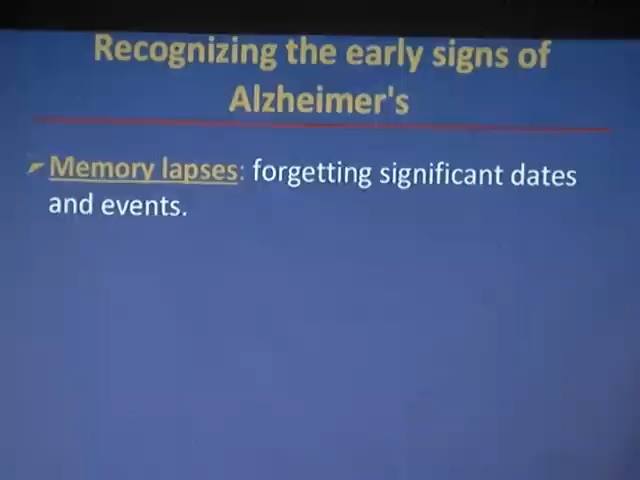 Recognizing the early signs of
Alzheimer's
Memory lapses: forgetting significant dates
and events.